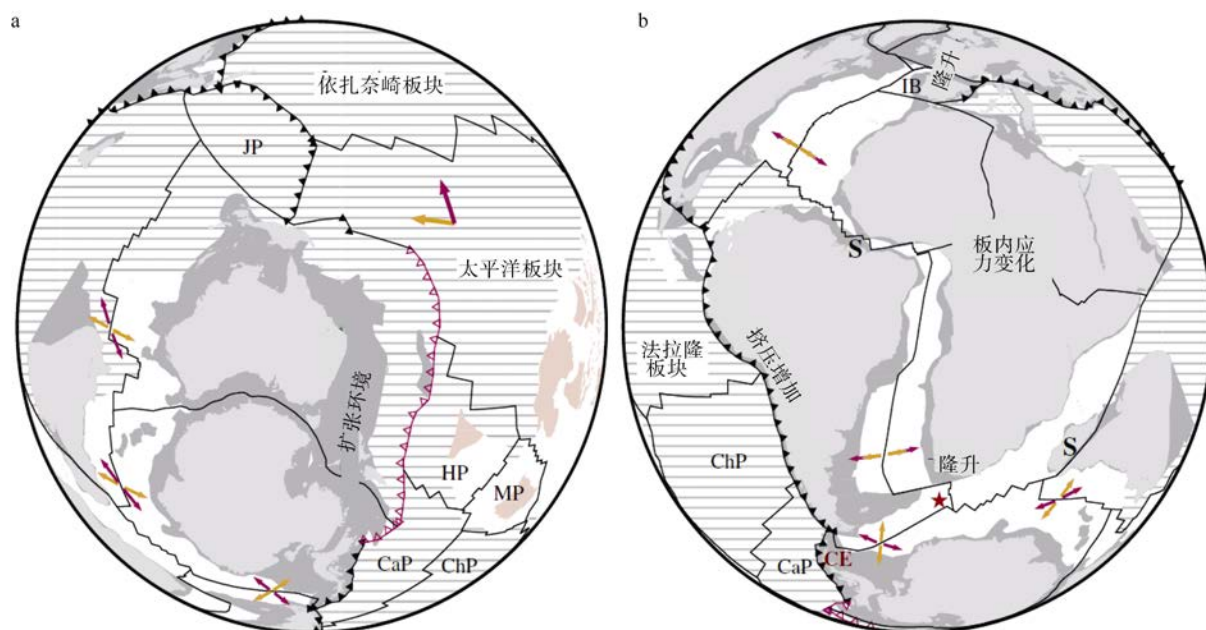 a
依扎奈崎板块
JP
太平洋板块
扩张环境
HP
MP
CaP
ChP
b
隆升
IB
S
板内应
力变化
法拉隆
板块
挤压增加
ChP
S
隆升
CaP
CE